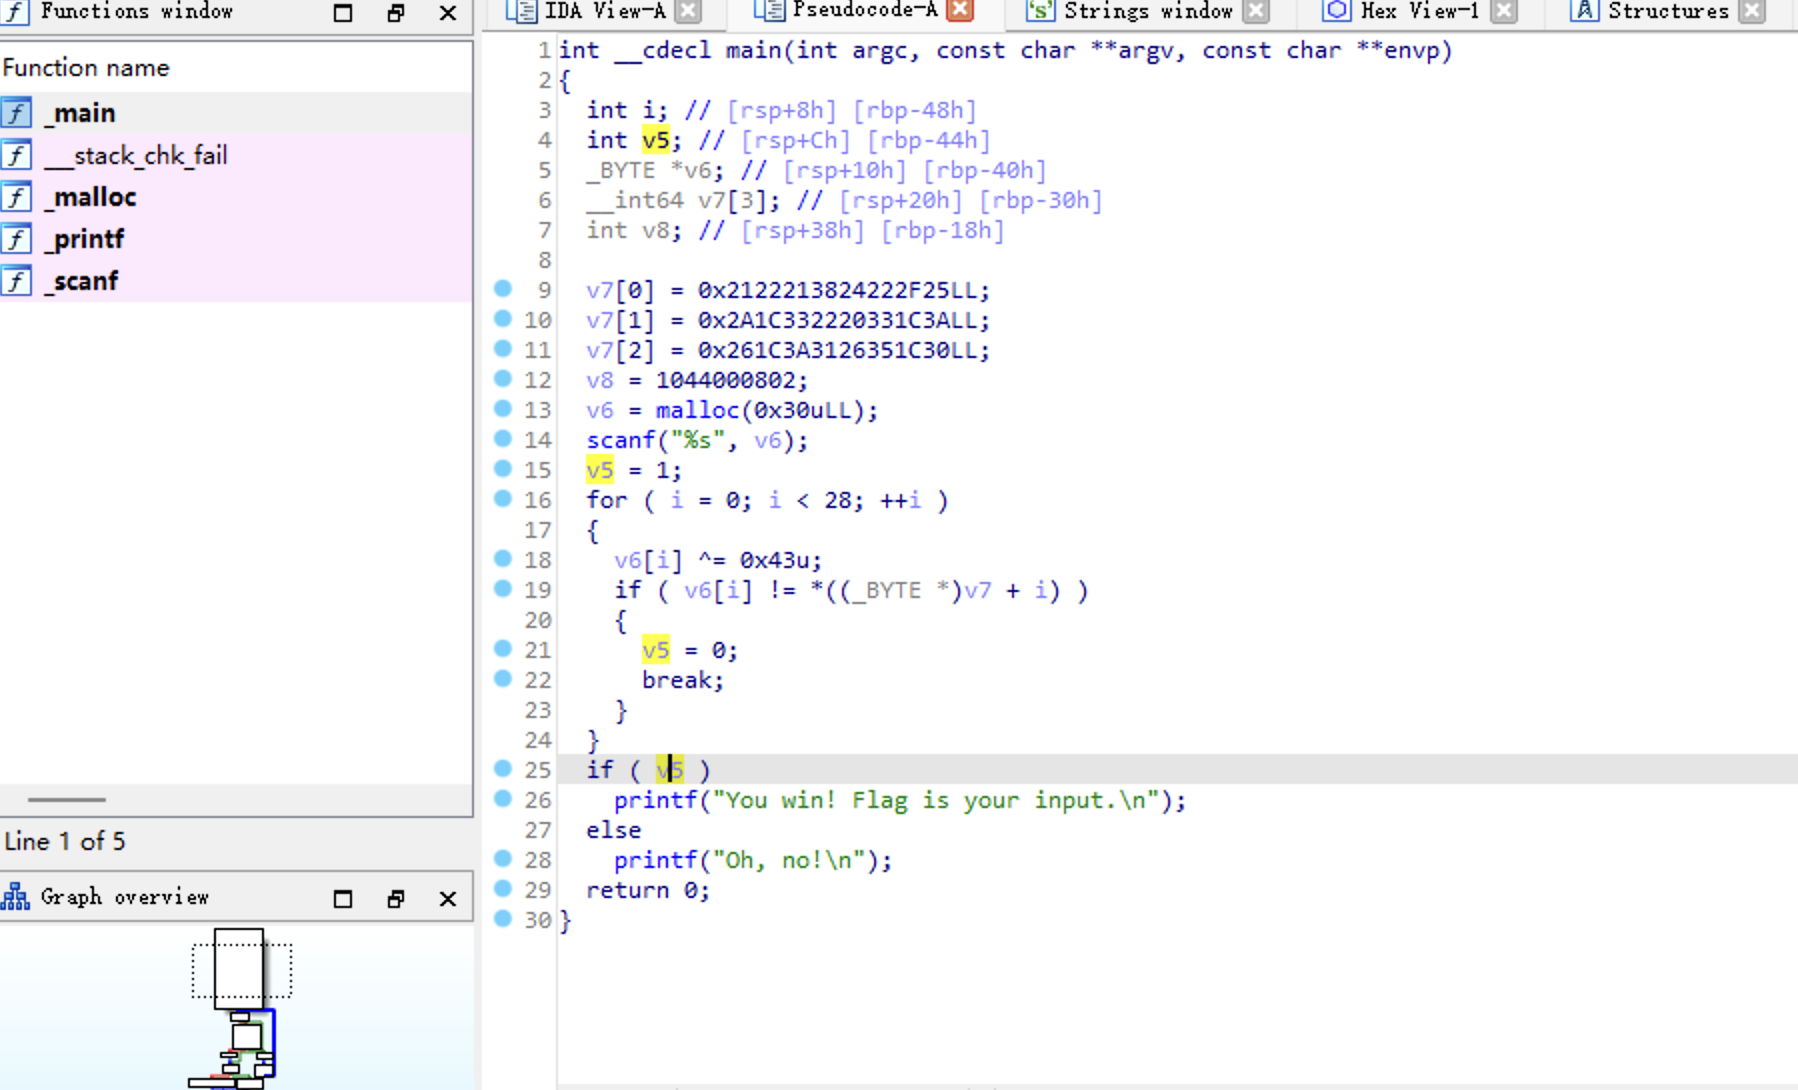 Functions window
Function name
_main
__stack_chk_fail
_malloc
_printf
_scanf
Line 1 of 5
Graph overview
IDA View-A
Pseudocode-A
Strings window
Hex View-1
Structures
1 int __cdecl main(int argc, const char **argv, const char **envp)
2 {
3 int i; // [rsp+8h] [rbp-48h]
4 int v5; // [rsp+Ch] [rbp-44h]
5 _BYTE *v6; // [rsp+10h] [rbp-40h]
6 __int64 v7[3]; // [rsp+20h] [rbp-30h]
7 int v8; // [rsp+38h] [rbp-18h]
8
9 v7[0] = 0x2122213824222F25LL;
10 v7[1] = 0x2A1C332220331C3ALL;
11 v7[2] = 0x261C3A3126351C30LL;
12 v8 = 1044000802;
13 v6 = malloc(0x30uLL);
14 scanf("%s", v6);
15 v5 = 1;
16 for ( i = 0; i < 28; ++i )
17 {
18 v6[i] ^= 0x43u;
19 if ( v6[i] != *((_BYTE *)v7 + i) )
20 {
21 v5 = 0;
22 break;
23 }
24 }
25 if ( v5 )
26 printf("You win! Flag is your input.\n");
27 else
28 printf("Oh, no!\n");
29 return 0;
30 }